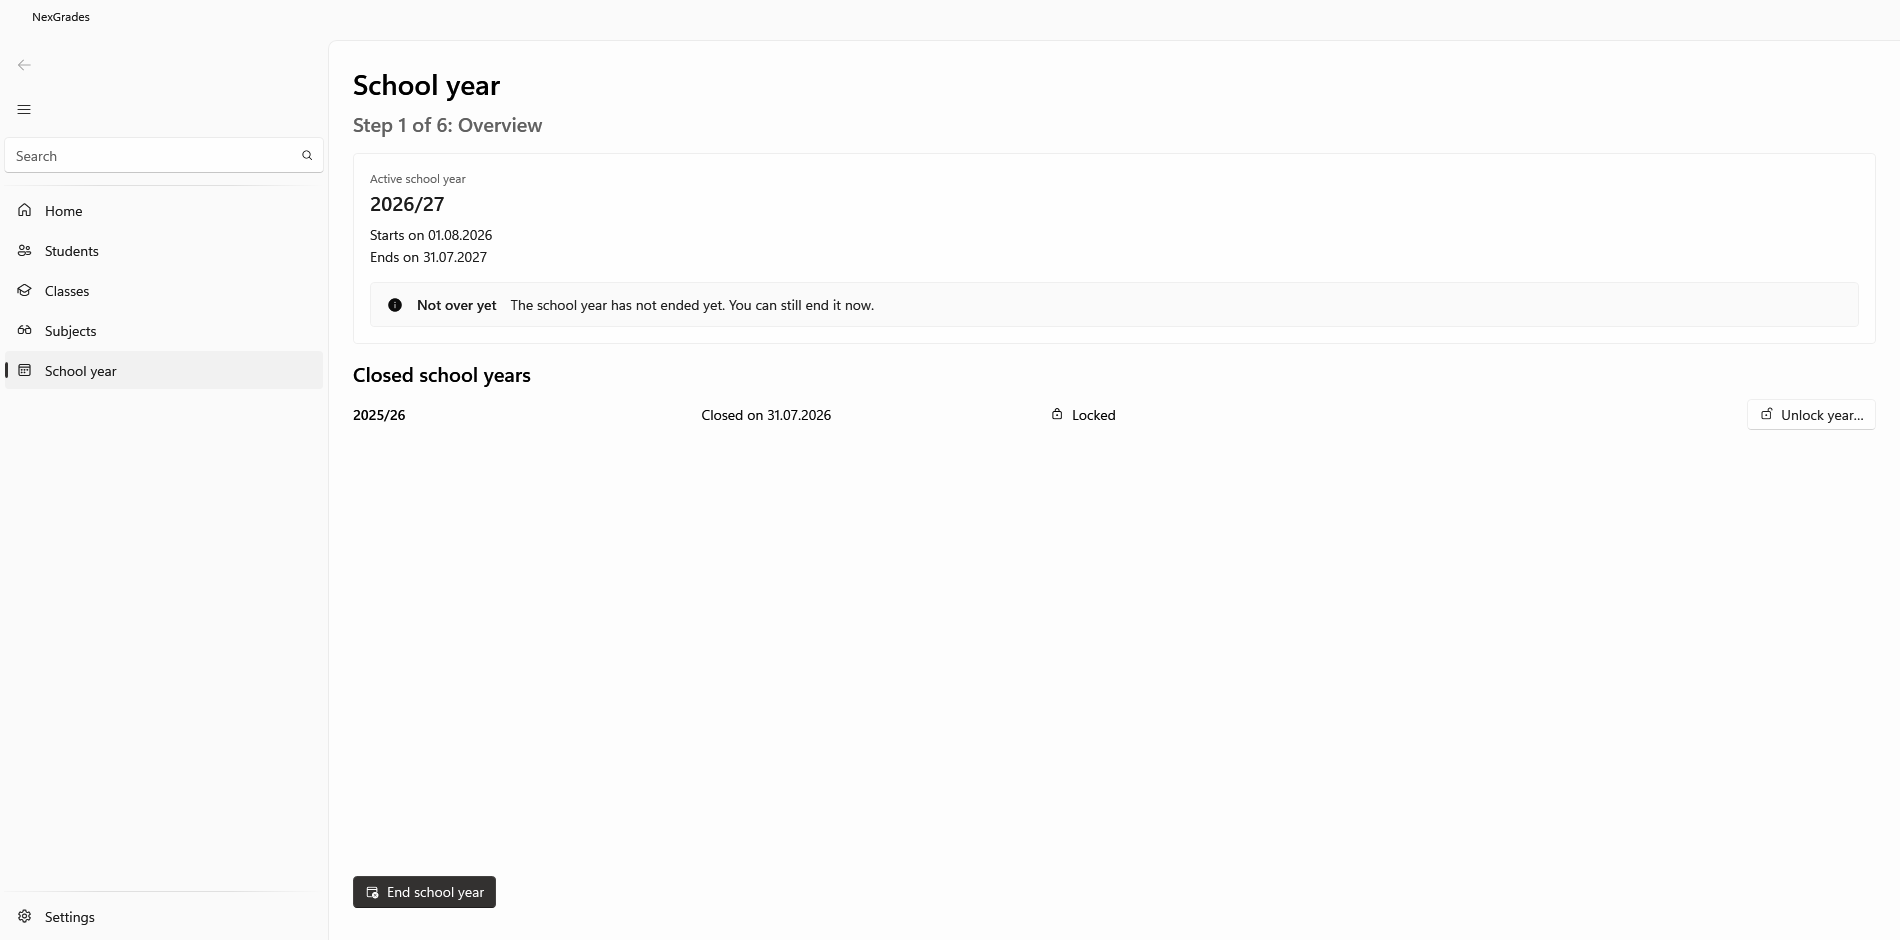 NexGrades
Search
Home
Students
Classes
Subjects
School year
Settings
School year
Step 1 of 6: Overview
Active school year
2026/27
Starts on 01.08.2026
Ends on 31.07.2027
Not over yet The school year has not ended yet. You can still end it now.
Closed school years
2025/26 Closed on 31.07.2026 Locked Unlock year...
End school year